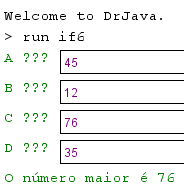 Welcome to DrJava.
> run if6
A ??? 45
B ??? 12
C ??? 76
D ??? 35
O número maior é 76